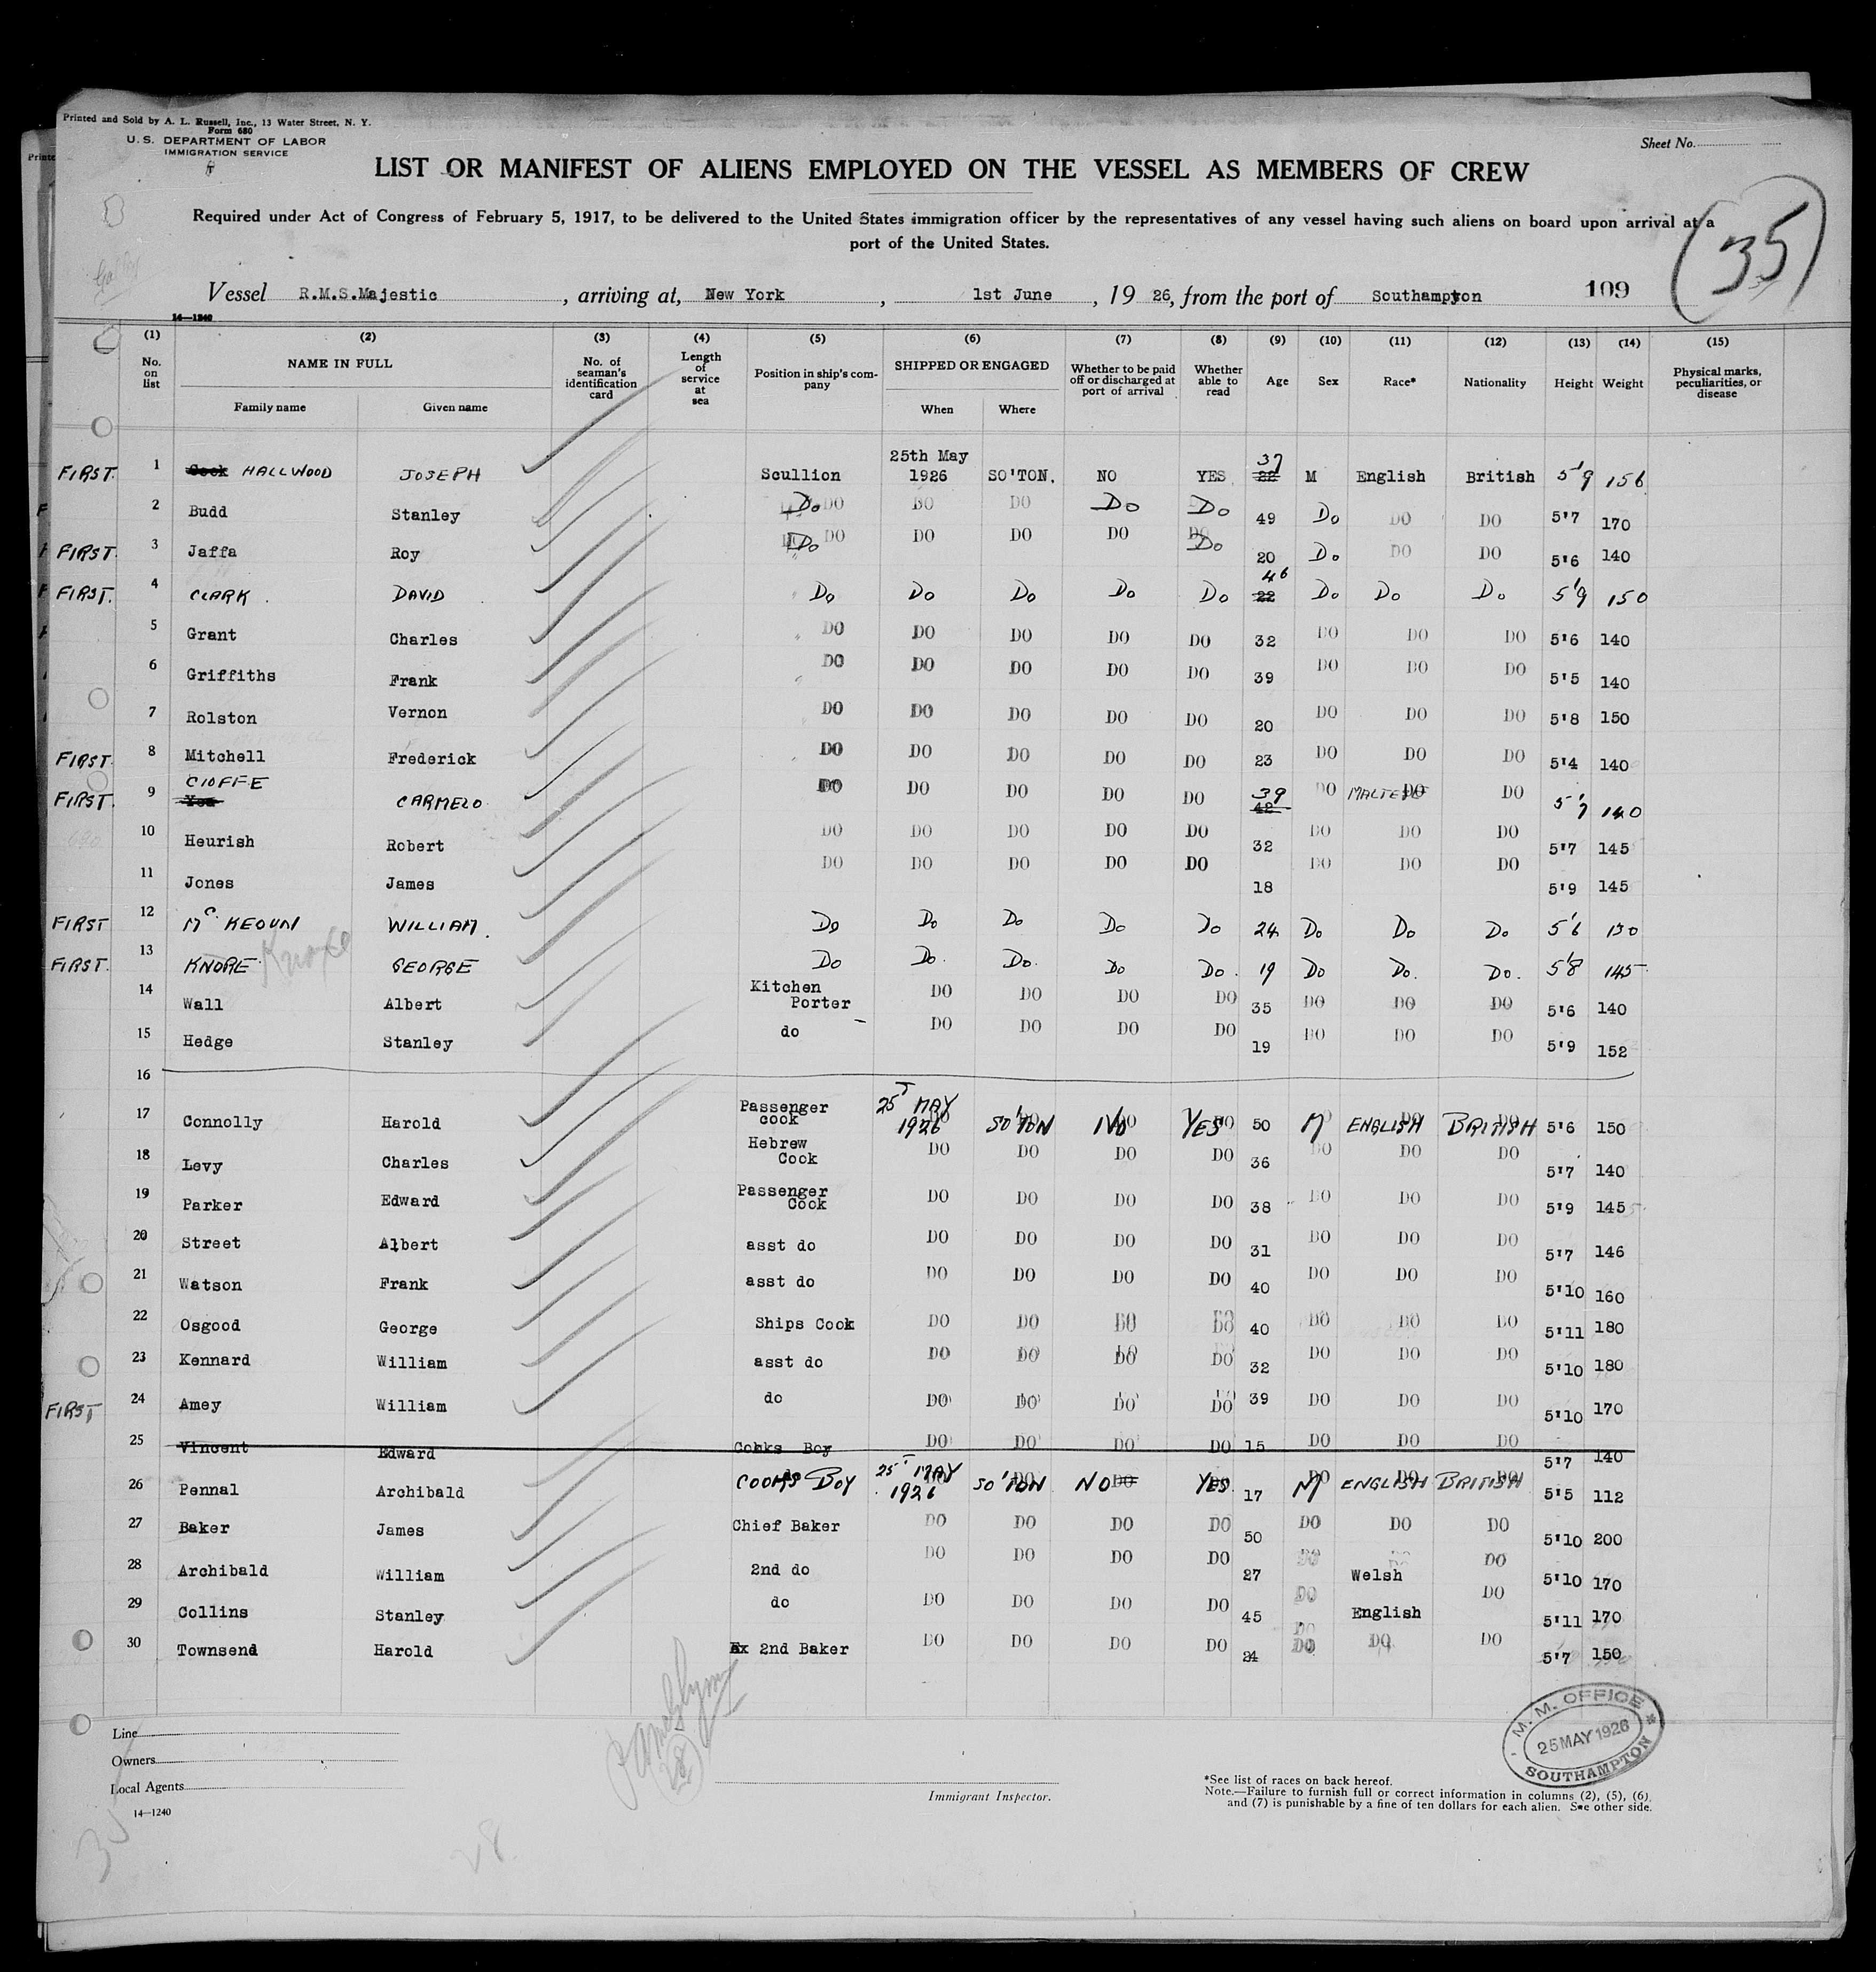 Printed and Sold by A. L. Russell, Inc., 13 Water Street, N. Y.
Form 680
U. S. DEPARTMENT OF LABOR
IMMIGRATION SERVICE
Sheet No.
LIST OR MANIFEST OF ALIENS EMPLOYED ON THE VESSEL AS MEMBERS OF CREW
Required under Act of Congress of February 5, 1917, to be delivered to the United States immigration officer by the representatives of any vessel having such aliens on board upon arrival at a
port of the United States.
(35)
Vessel R.M.S.Majestic, arriving at, New York, 1st June, 1926, from the port of Southampton 109
14—1240
(1) (2) (3) (4) (5) (6) (7) (8) (9) (10) (11) (12) (13) (14) (15)
No. on list NAME IN FULL Family name Given name No. of seaman's identification card Length of service at sea Position in ship's company SHIPPED OR ENGAGED When Where Whether to be paid off or discharged at port of arrival Whether able to read Age Sex Race* Nationality Height Weight Physical marks, peculiarities, or disease
FIRST. 1 Cook HALLWOOD JOSEPH Scullion 25th May 1926 SO'TON. NO YES 37 22 M English British 5'9 156
2 Budd Stanley Do DO DO DO Do Do 49 Do DO DO 5'7 170
FIRST. 3 Jaffa Roy Do DO DO DO DO Do 20 Do DO DO 5'6 140
FIRST. 4 CLARK DAVID Do Do Do Do Do 46 22 Do Do Do 5'9 150
5 Grant Charles DO DO DO DO DO 32 DO DO DO 5'6 140
6 Griffiths Frank DO DO DO DO DO 39 DO DO DO 5'5 140
7 Rolston Vernon DO DO DO DO DO 20 DO DO DO 5'8 150
FIRST. 8 Mitchell Frederick DO DO DO DO DO 23 DO DO DO 5'4 140
FIRST. 9 CIOFFE CARMELO DO DO DO DO DO 39 42 DO MALTESE DO 5'7 140
10 Heurish Robert DO DO DO DO DO 32 DO DO DO 5'7 145
11 Jones James DO DO DO DO DO 18 DO DO DO 5'9 145
FIRST 12 McKEOUN WILLIAM. Do Do Do Do Do 24 Do Do Do 5'6 150
FIRST. 13 KNORE George Do Do. Do. Do Do. 19 Do Do. Do. 5'8 145
14 Wall Albert Kitchen Porter DO DO DO DO 35 DO DO DO 5'6 140
15 Hedge Stanley do DO DO DO DO 19 DO DO DO 5'9 152
16
17 Connolly Harold Passenger cook 25T MAY 1926 SO'TON NO YES 50 M ENGLISH BRITISH 5'6 150
18 Levy Charles Hebrew Cook DO DO DO DO 36 DO DO DO 5'7 140
19 Parker Edward Passenger Cook DO DO DO DO 38 DO DO DO 5'9 145
20 Street Albert asst do DO DO DO DO 31 DO DO DO 5'7 146
21 Watson Frank asst do DO DO DO DO 40 DO DO DO 5'10 160
22 Osgood George Ships Cook DO DO DO DO 40 DO DO DO 5'11 180
23 Kennard William asst do DO DO DO DO 32 DO DO DO 5'10 180
FIRST 24 Amey William do DO DO DO DO 39 DO DO DO 5'10 170
25 Vincent Edward Cooks Boy DO DO DO DO 15 DO DO DO 5'7 140
26 Pennal Archibald COOKS BOY 25T MAY 1926 SO'TON NO YES 17 M ENGLISH BRITISH 5'5 112
27 Baker James Chief Baker DO DO DO DO 50 DO DO DO 5'10 200
28 Archibald William 2nd do DO DO DO DO 27 DO Welsh DO 5'10 170
29 Collins Stanley do DO DO DO DO 45 DO English DO 5'11 170
30 Townsend Harold Ex 2nd Baker DO DO DO DO 24 DO DO DO 5'7 150
Line
Owners
Local Agents
14—1240
Immigrant Inspector.
M. M. OFFICE
25 MAY 1926
SOUTHAMPTON
*See list of races on back hereof.
Note.—Failure to furnish full or correct information in columns (2), (5), (6),
and (7) is punishable by a fine of ten dollars for each alien. See other side.
28